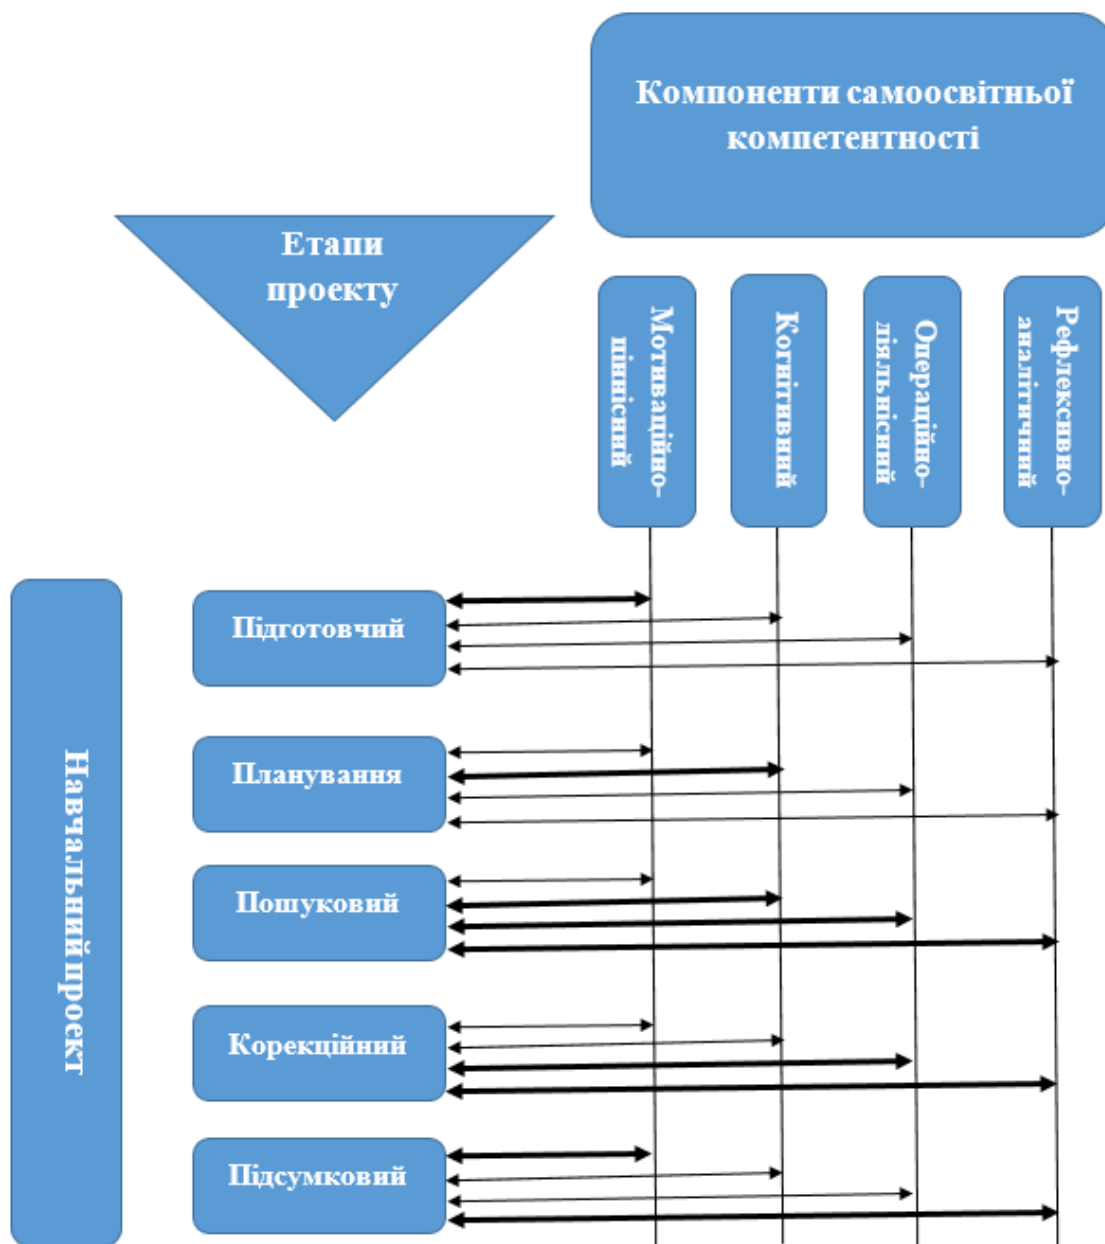 Компоненти самоосвітньої
компетентності
Етапи
проекту
Мотиваційно-
ціннісний
Когнітивний
Операційно-
діяльнісний
Рефлексивно-
аналітичний
Навчальний проект
Підготовчий
Планування
Пошуковий
Корекційний
Підсумковий